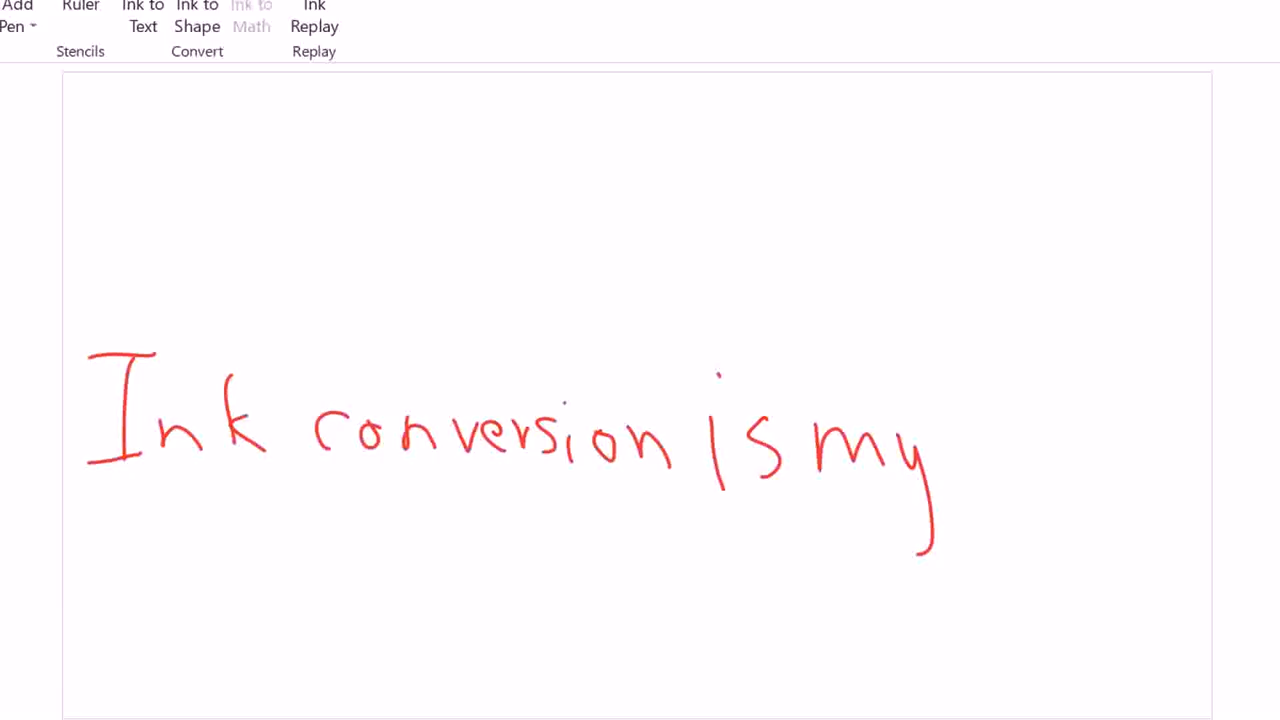 Add Ruler Ink to Ink to Ink to Ink
Pen Text Shape Math Replay
Stencils Convert Replay
Ink conversion is my